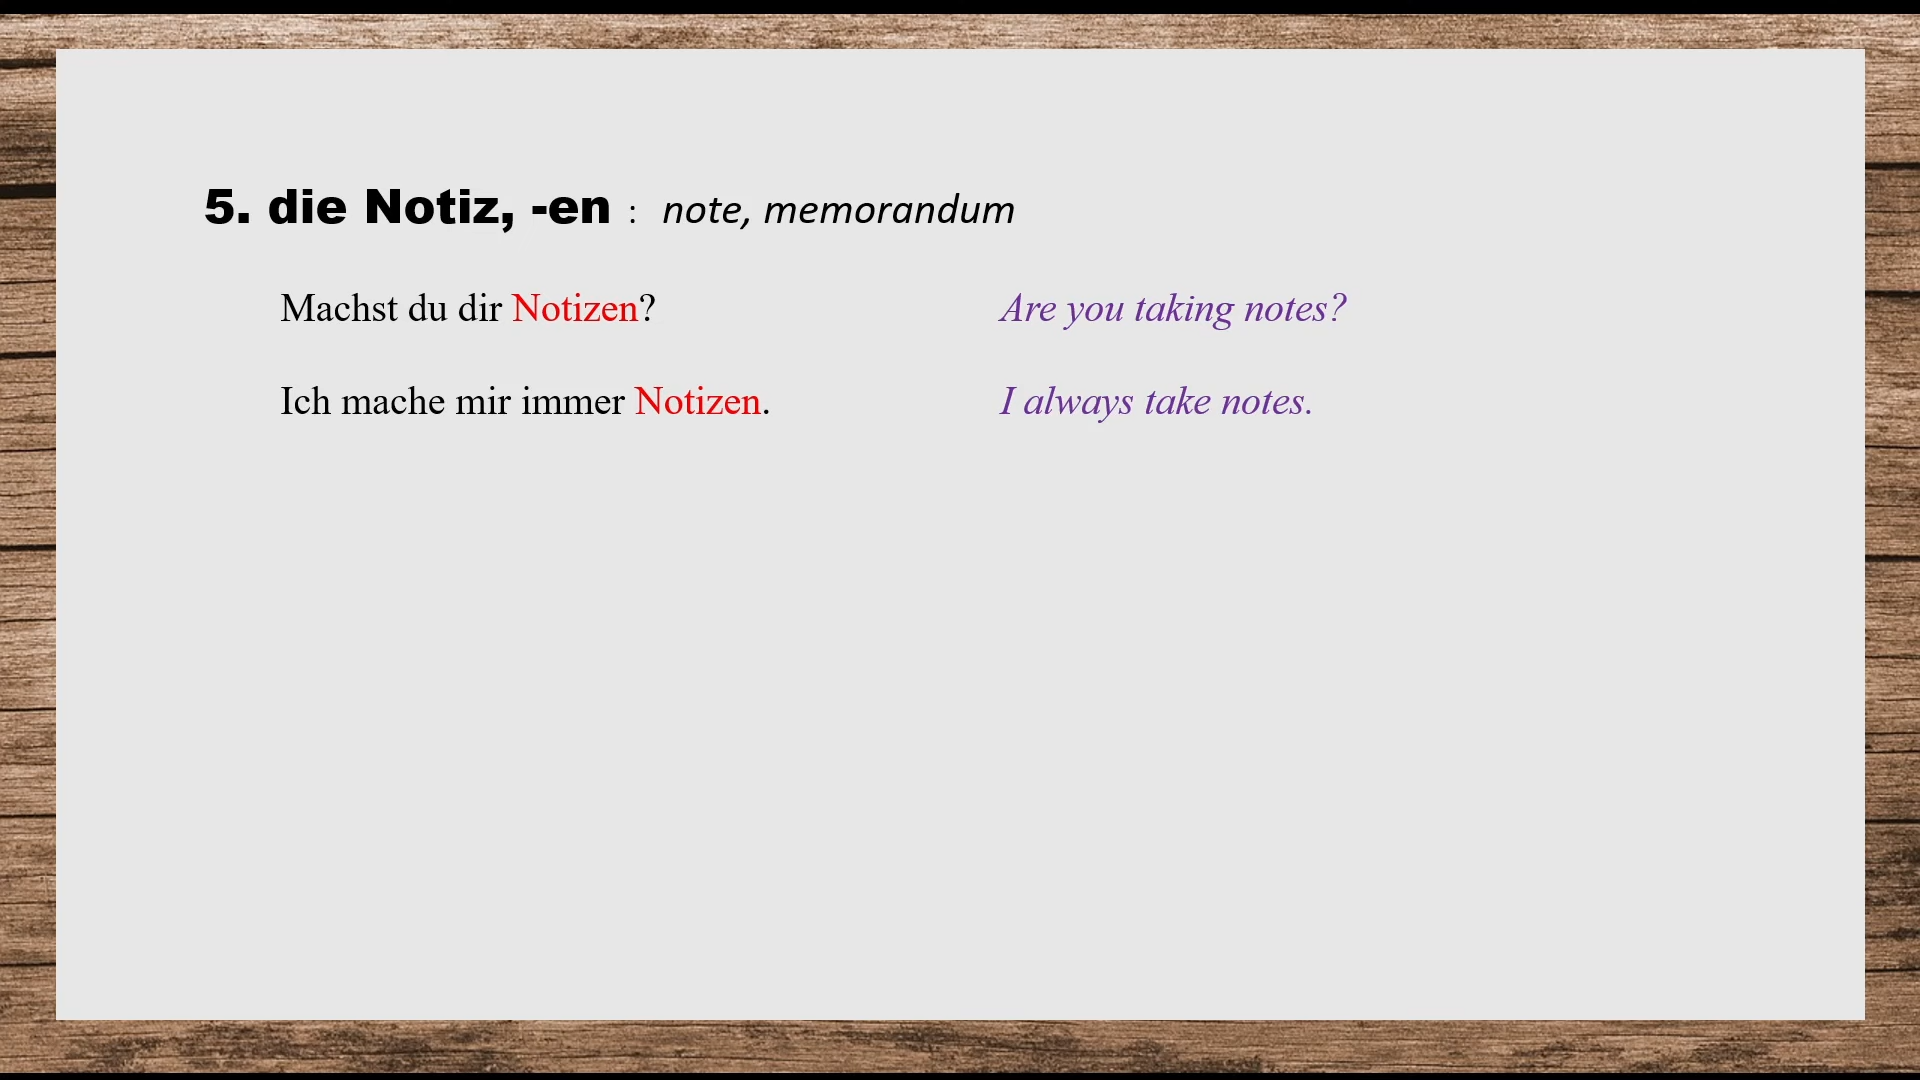 5. die Notiz, -en : note, memorandum
Machst du dir Notizen? Are you taking notes?
Ich mache mir immer Notizen. I always take notes.